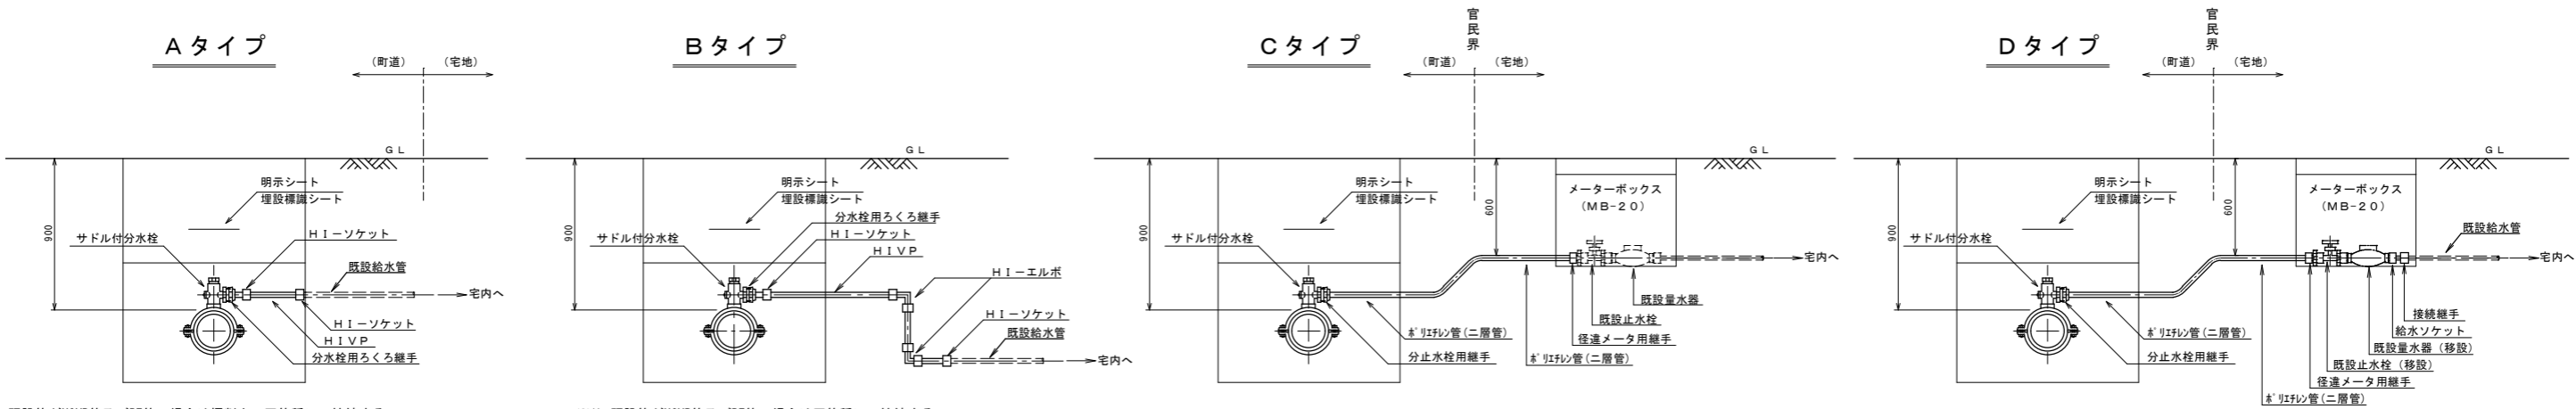 Aタイプ
(町道)
(宅地)
GL
明示シート
埋設標識シート
900
サドル付分水栓
HI-ソケット
既設給水管
宅内へ
HI-ソケット
HIVP
分水栓用ろくろ継手
Bタイプ
GL
明示シート
埋設標識シート
分水栓用ろくろ継手
900
サドル付分水栓
HI-ソケット
HIVP
HI-エルボ
HI-ソケット
既設給水管
宅内へ
Cタイプ
官民界
(町道)
(宅地)
GL
明示シート
埋設標識シート
900
600
メーターボックス
(MB-20)
サドル付分水栓
宅内へ
既設量水器
既設止水栓
ポリエチレン管(二層管)
径違メータ用継手
分止水栓用継手
ポリエチレン管(二層管)
Dタイプ
官民界
(町道)
(宅地)
GL
明示シート
埋設標識シート
900
600
メーターボックス
(MB-20)
既設給水管
サドル付分水栓
宅内へ
接続継手
ポリエチレン管(二層管)
給水ソケット
既設量水器(移設)
分止水栓用継手
既設止水栓(移設)
径違メータ用継手
ポリエチレン管(二層管)